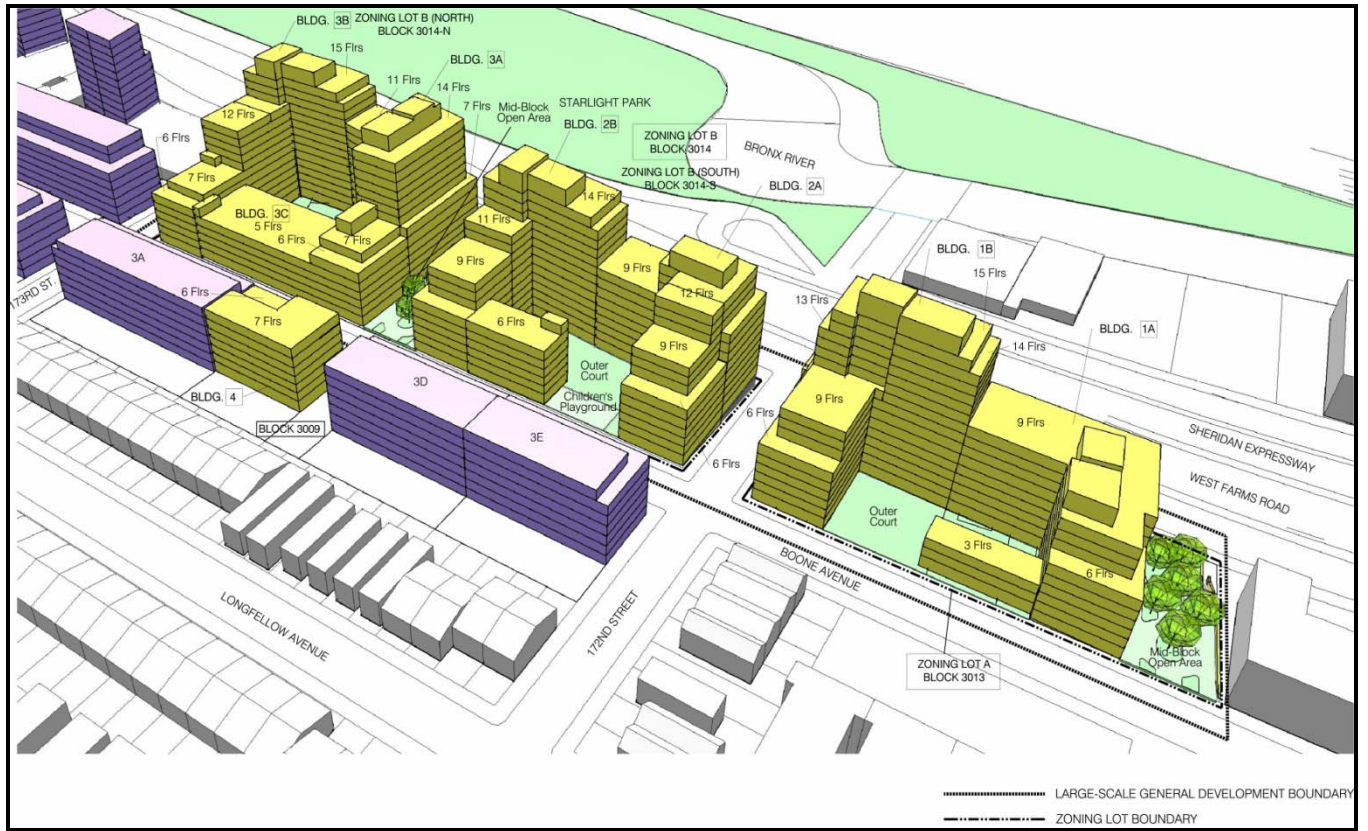 BLDG. 3B
ZONING LOT B (NORTH)
BLOCK 3014-N
15 Flrs
BLDG. 3A
11 Flrs
14 Flrs
7 Flrs
Mid-Block
Open Area
STARLIGHT PARK
BLDG. 2B
ZONING LOT B
BLOCK 3014
BRONX RIVER
ZONING LOT B (SOUTH)
BLOCK 3014-S
BLDG. 2A
12 Flrs
6 Flrs
7 Flrs
BLDG. 3C
5 Flrs
6 Flrs
7 Flrs
14 Flrs
11 Flrs
9 Flrs
9 Flrs
12 Flrs
6 Flrs
9 Flrs
BLDG. 1B
15 Flrs
13 Flrs
BLDG. 1A
14 Flrs
3A
173RD ST.
6 Flrs
7 Flrs
BLDG. 4
BLOCK 3009
3D
3E
Outer
Court
Children's
Playground
6 Flrs
6 Flrs
9 Flrs
9 Flrs
SHERIDAN EXPRESSWAY
WEST FARMS ROAD
Outer
Court
3 Flrs
6 Flrs
BOONE AVENUE
LONGFELLOW AVENUE
172ND STREET
ZONING LOT A
BLOCK 3013
Mid-Block
Open Area
LARGE-SCALE GENERAL DEVELOPMENT BOUNDARY
ZONING LOT BOUNDARY